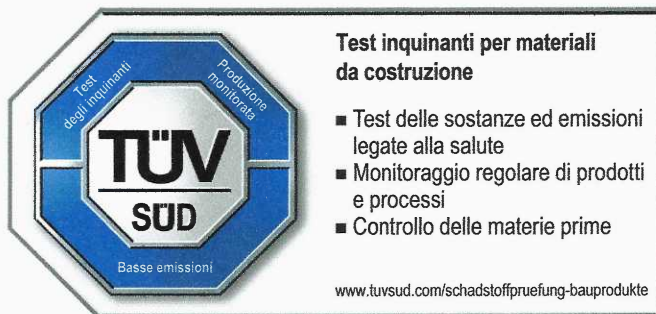 Test
degli inquinanti
Produzione
monitorata
TÜV
SÜD
Basse emissioni
Test inquinanti per materiali
da costruzione
■ Test delle sostanze ed emissioni
legate alla salute
■ Monitoraggio regolare di prodotti
e processi
■ Controllo delle materie prime
www.tuvsud.com/schadstoffpruefung-bauprodukte